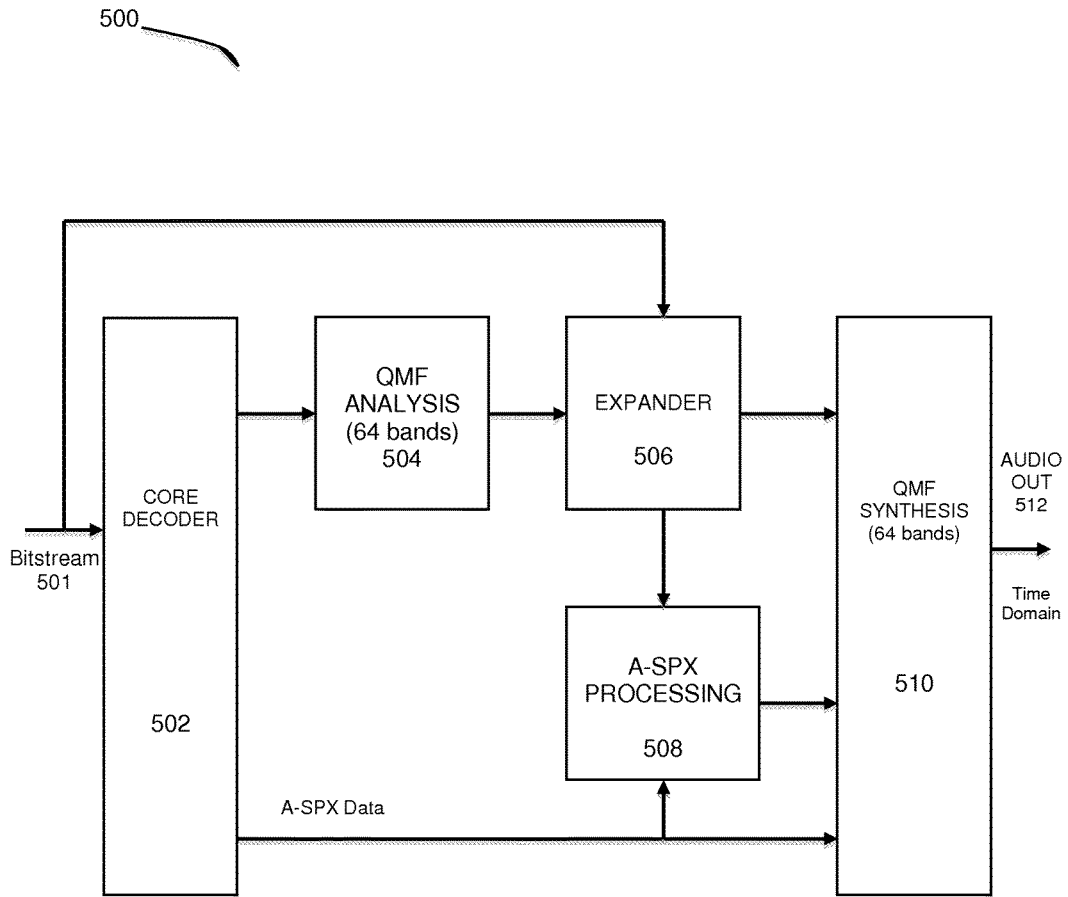 500
QMF
ANALYSIS
(64 bands)
504
EXPANDER
506
CORE
DECODER
502
Bitstream
501
QMF
SYNTHESIS
(64 bands)
510
AUDIO
OUT
512
Time
Domain
A-SPX
PROCESSING
508
A-SPX Data